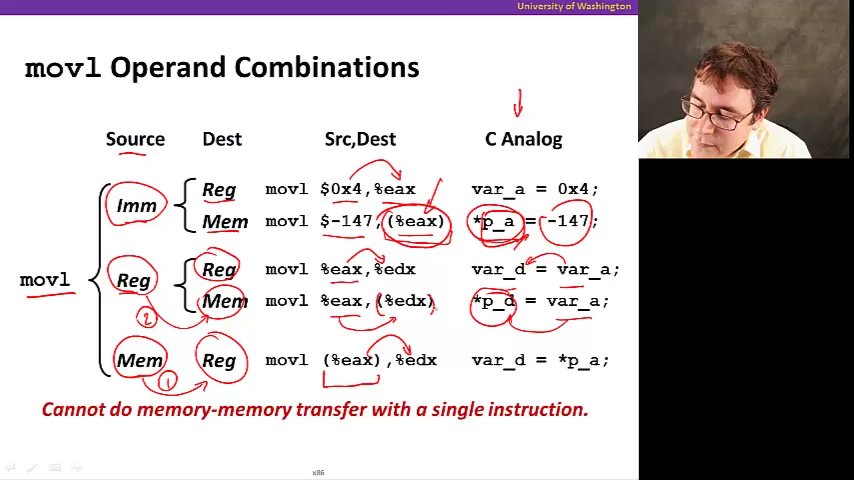 University of Washington
movl Operand Combinations
Source Dest Src,Dest C Analog
Imm Reg movl $0x4,%eax var_a = 0x4;
Mem movl $-147,(%eax) *p_a = -147;
movl
Reg Reg movl %eax,%edx var_d = var_a;
Mem movl %eax,(%edx) *p_d = var_a;
2
Mem Reg movl (%eax),%edx var_d = *p_a;
1
Cannot do memory-memory transfer with a single instruction.
x86